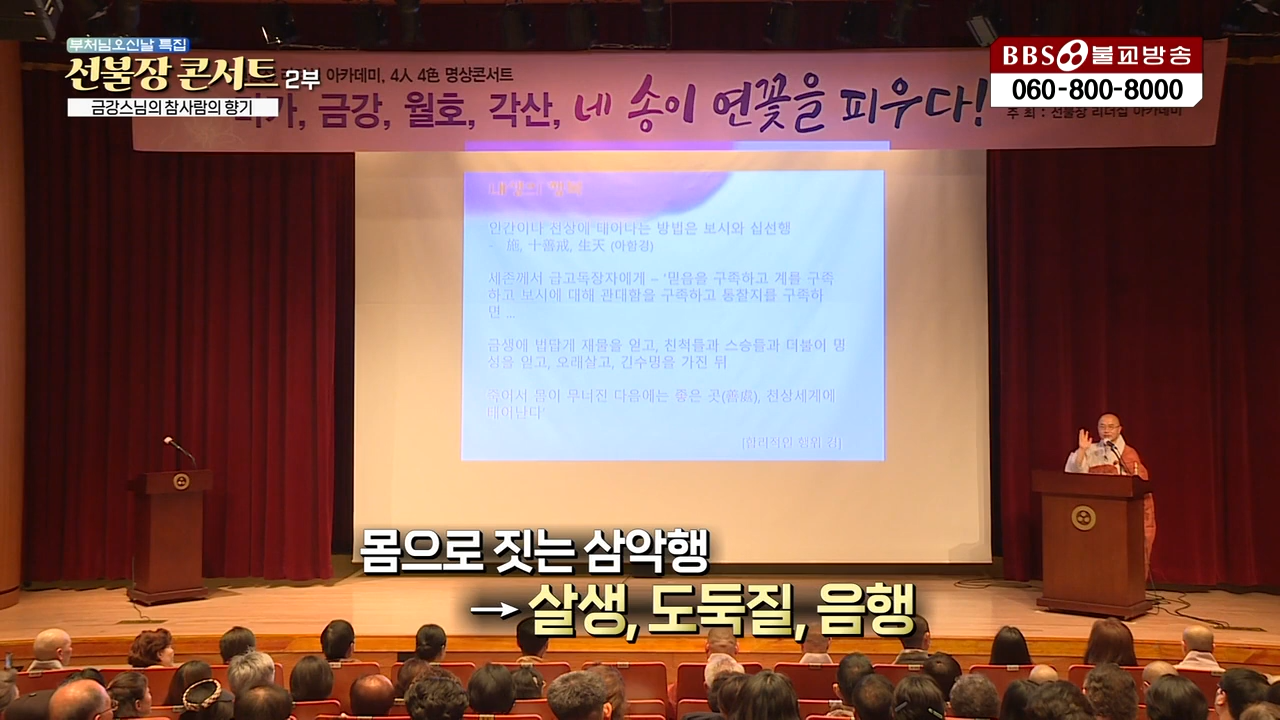 부처님오신날 특집
선불장 콘서트 2부
금강스님의 참사람의 향기
BBS 불교방송
060-800-8000
아카데미, 4人 4色 명상콘서트
금강, 월호, 각산, 네 송이 연꽃을 피우다!
주 최 : 선불장 리더십 아카데미
인간이나 천상에 태어나는 방법은 보시와 십선행
- 施, 十善戒, 生天 (아함경)
세존께서 급고독장자에게 – '믿음을 구족하고 계를 구족
하고 보시에 대해 관대함을 구족하고 통찰지를 구족하
면 ...
금생에 법답게 재물을 얻고, 친척들과 스승들과 더불어 명
성을 얻고, 오래살고, 긴수명을 가진 뒤
죽어서 몸이 무너진 다음에는 좋은 곳(善處), 천상세계에
태어난다'
[합리적인 행위 경]
몸으로 짓는 삼악행
→ 살생, 도둑질, 음행